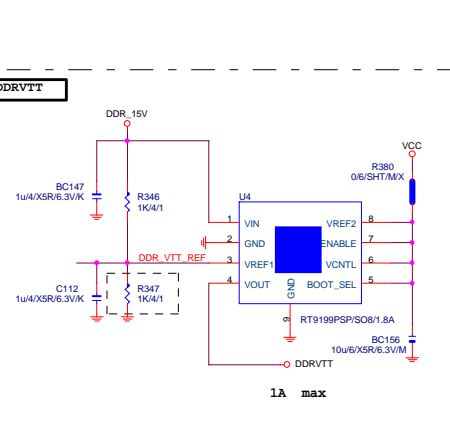 DDRVTT
DDR_15V
VCC
R380
0/6/SHT/M/X
BC147
1u/4/X5R/6.3V/K
R346
1K/4/1
U4
1 VIN VREF2 8
2 GND ENABLE 7
DDR_VTT_REF 3 VREF1 VCNTL 6
4 VOUT BOOT_SEL 5
GND
9
C112
1u/4/X5R/6.3V/K
R347
1K/4/1
RT9199PSP/SO8/1.8A
BC156
10u/6/X5R/6.3V/M
DDRVTT
1A max